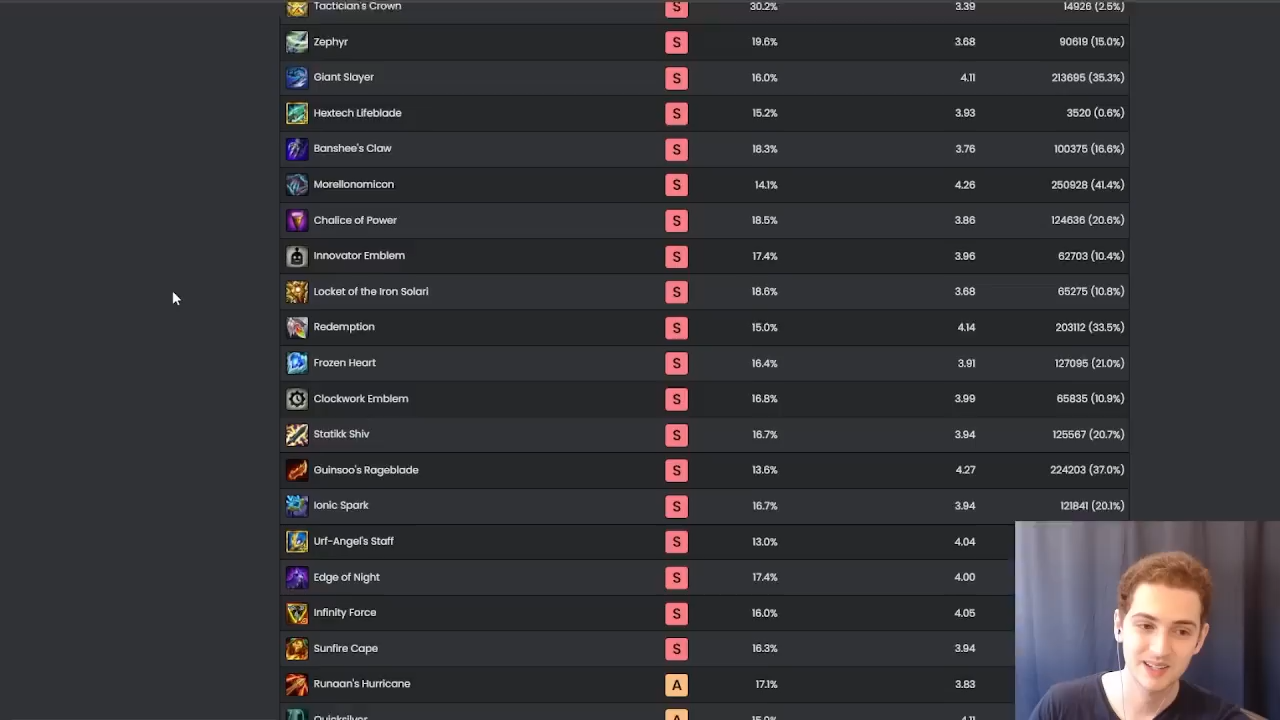 Tactician's Crown S 30.2% 3.39 14926 (2.5%)
Zephyr S 19.6% 3.68 90619 (15.0%)
Giant Slayer S 16.0% 4.11 213695 (35.3%)
Hextech Lifeblade S 15.2% 3.93 3520 (0.6%)
Banshee's Claw S 18.3% 3.76 100375 (16.6%)
Morellonomicon S 14.1% 4.26 250928 (41.4%)
Chalice of Power S 18.5% 3.86 124636 (20.6%)
Innovator Emblem S 17.4% 3.96 62703 (10.4%)
Locket of the Iron Solari S 18.6% 3.68 65275 (10.8%)
Redemption S 15.0% 4.14 203112 (33.5%)
Frozen Heart S 16.4% 3.91 127095 (21.0%)
Clockwork Emblem S 16.8% 3.99 65835 (10.9%)
Statikk Shiv S 16.7% 3.94 125567 (20.7%)
Guinsoo's Rageblade S 13.6% 4.27 224203 (37.0%)
Ionic Spark S 16.7% 3.94 121841 (20.1%)
Urf-Angel's Staff S 13.0% 4.04
Edge of Night S 17.4% 4.00
Infinity Force S 16.0% 4.05
Sunfire Cape S 16.3% 3.94
Runaan's Hurricane A 17.1% 3.83
Quicksilver A